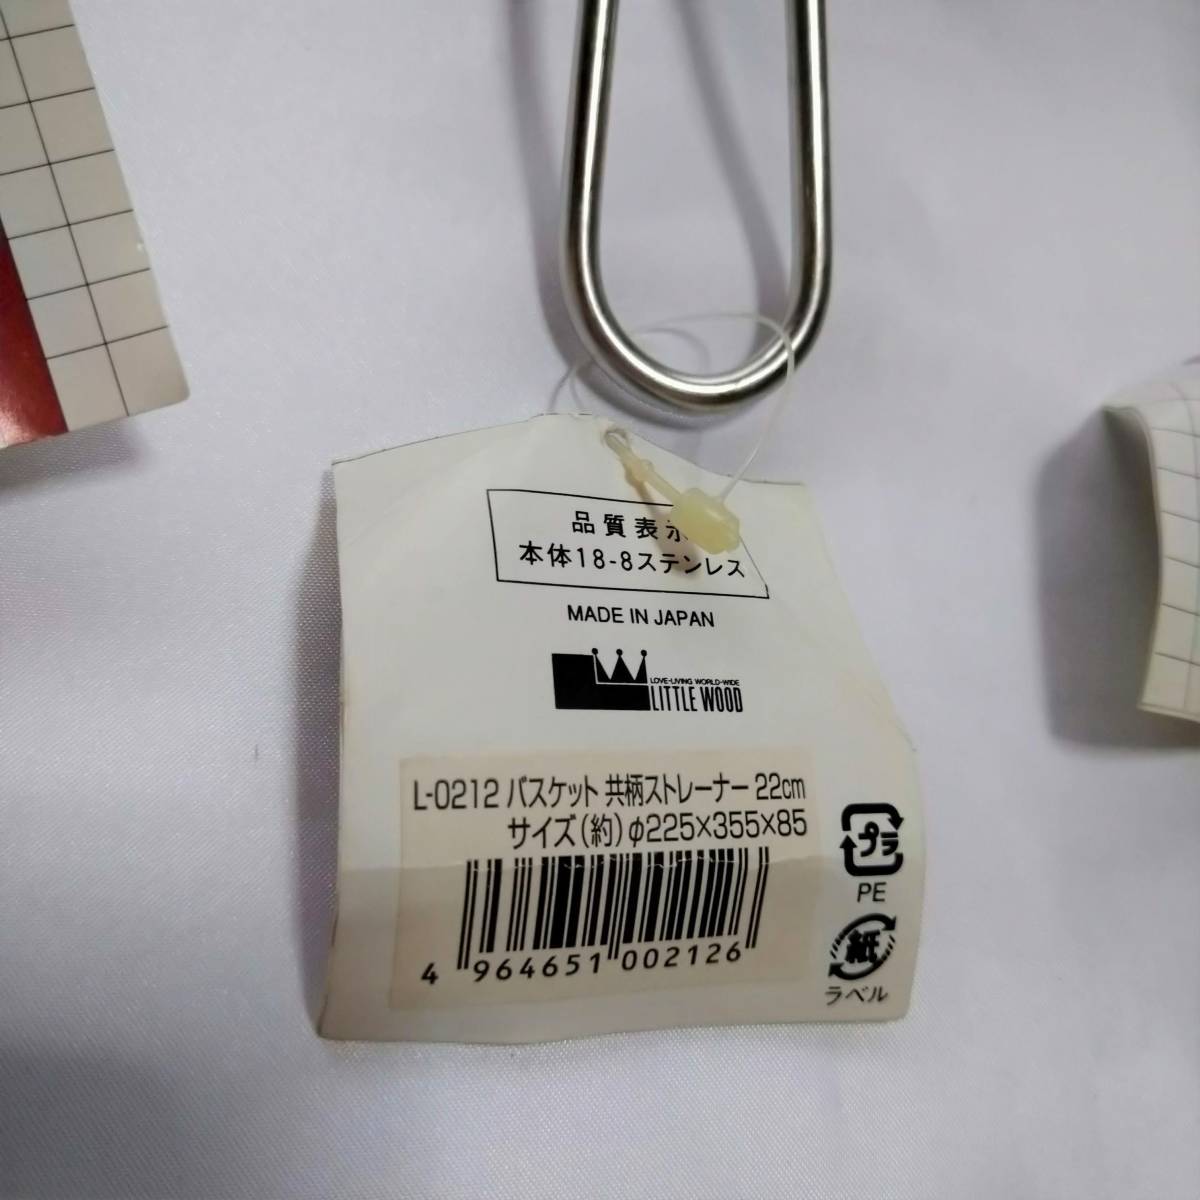 品質表示
本体18-8ステンレス
MADE IN JAPAN
LOVE-LIVING WORLD-WIDE
LITTLE WOOD
L-0212 バスケット 共柄ストレーナー 22cm
サイズ(約)φ225×355×85
4 964651 002126
プラ
PE
紙
ラベル